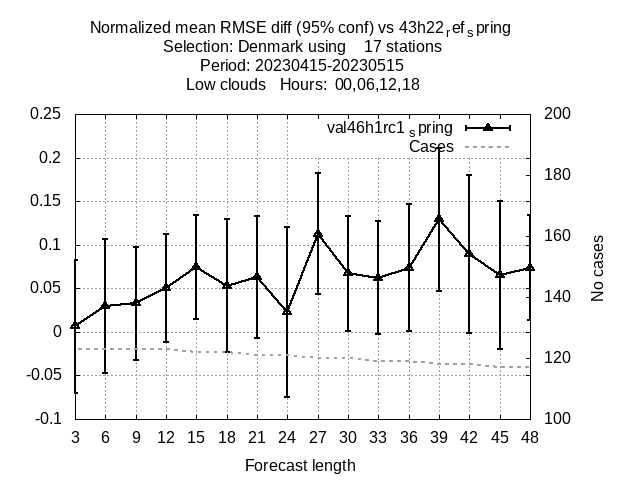 Normalized mean RMSE diff (95% conf) vs 43h22refspring
Selection: Denmark using 17 stations
Period: 20230415-20230515
Low clouds Hours: 00,06,12,18
0.25
0.2
0.15
0.1
0.05
0
-0.05
-0.1
200
180
160
140
120
100
val46h1rc1spring
Cases
No cases
3 6 9 12 15 18 21 24 27 30 33 36 39 42 45 48
Forecast length